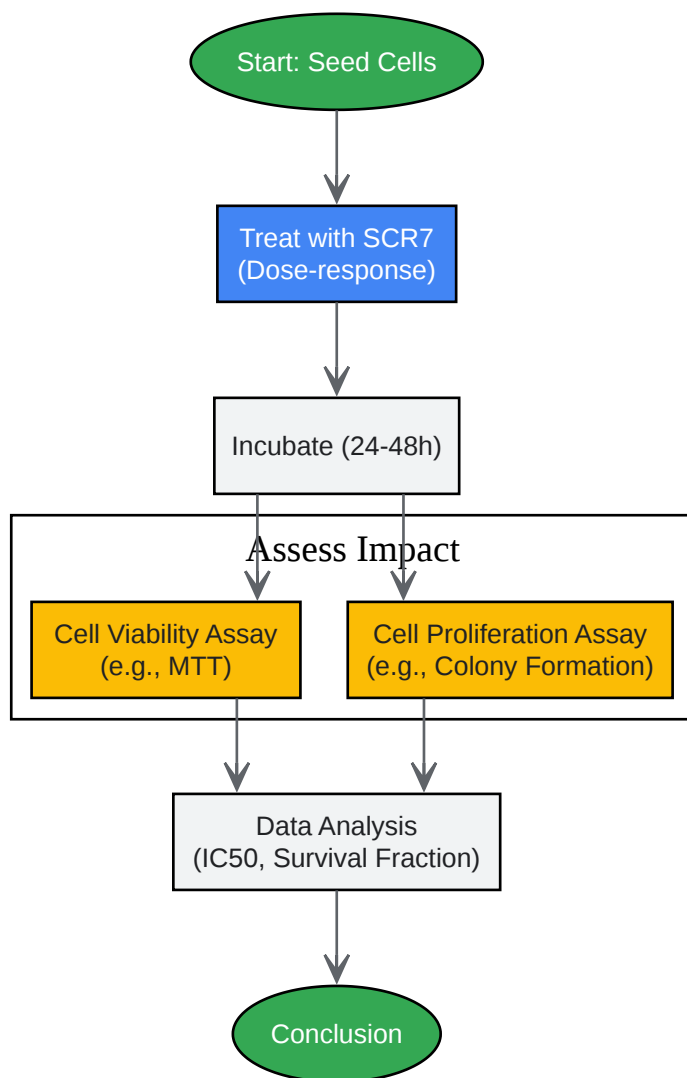 Start: Seed Cells
Treat with SCR7
(Dose-response)
Incubate (24-48h)
Assess Impact
Cell Viability Assay
(e.g., MTT)
Cell Proliferation Assay
(e.g., Colony Formation)
Data Analysis
(IC50, Survival Fraction)
Conclusion